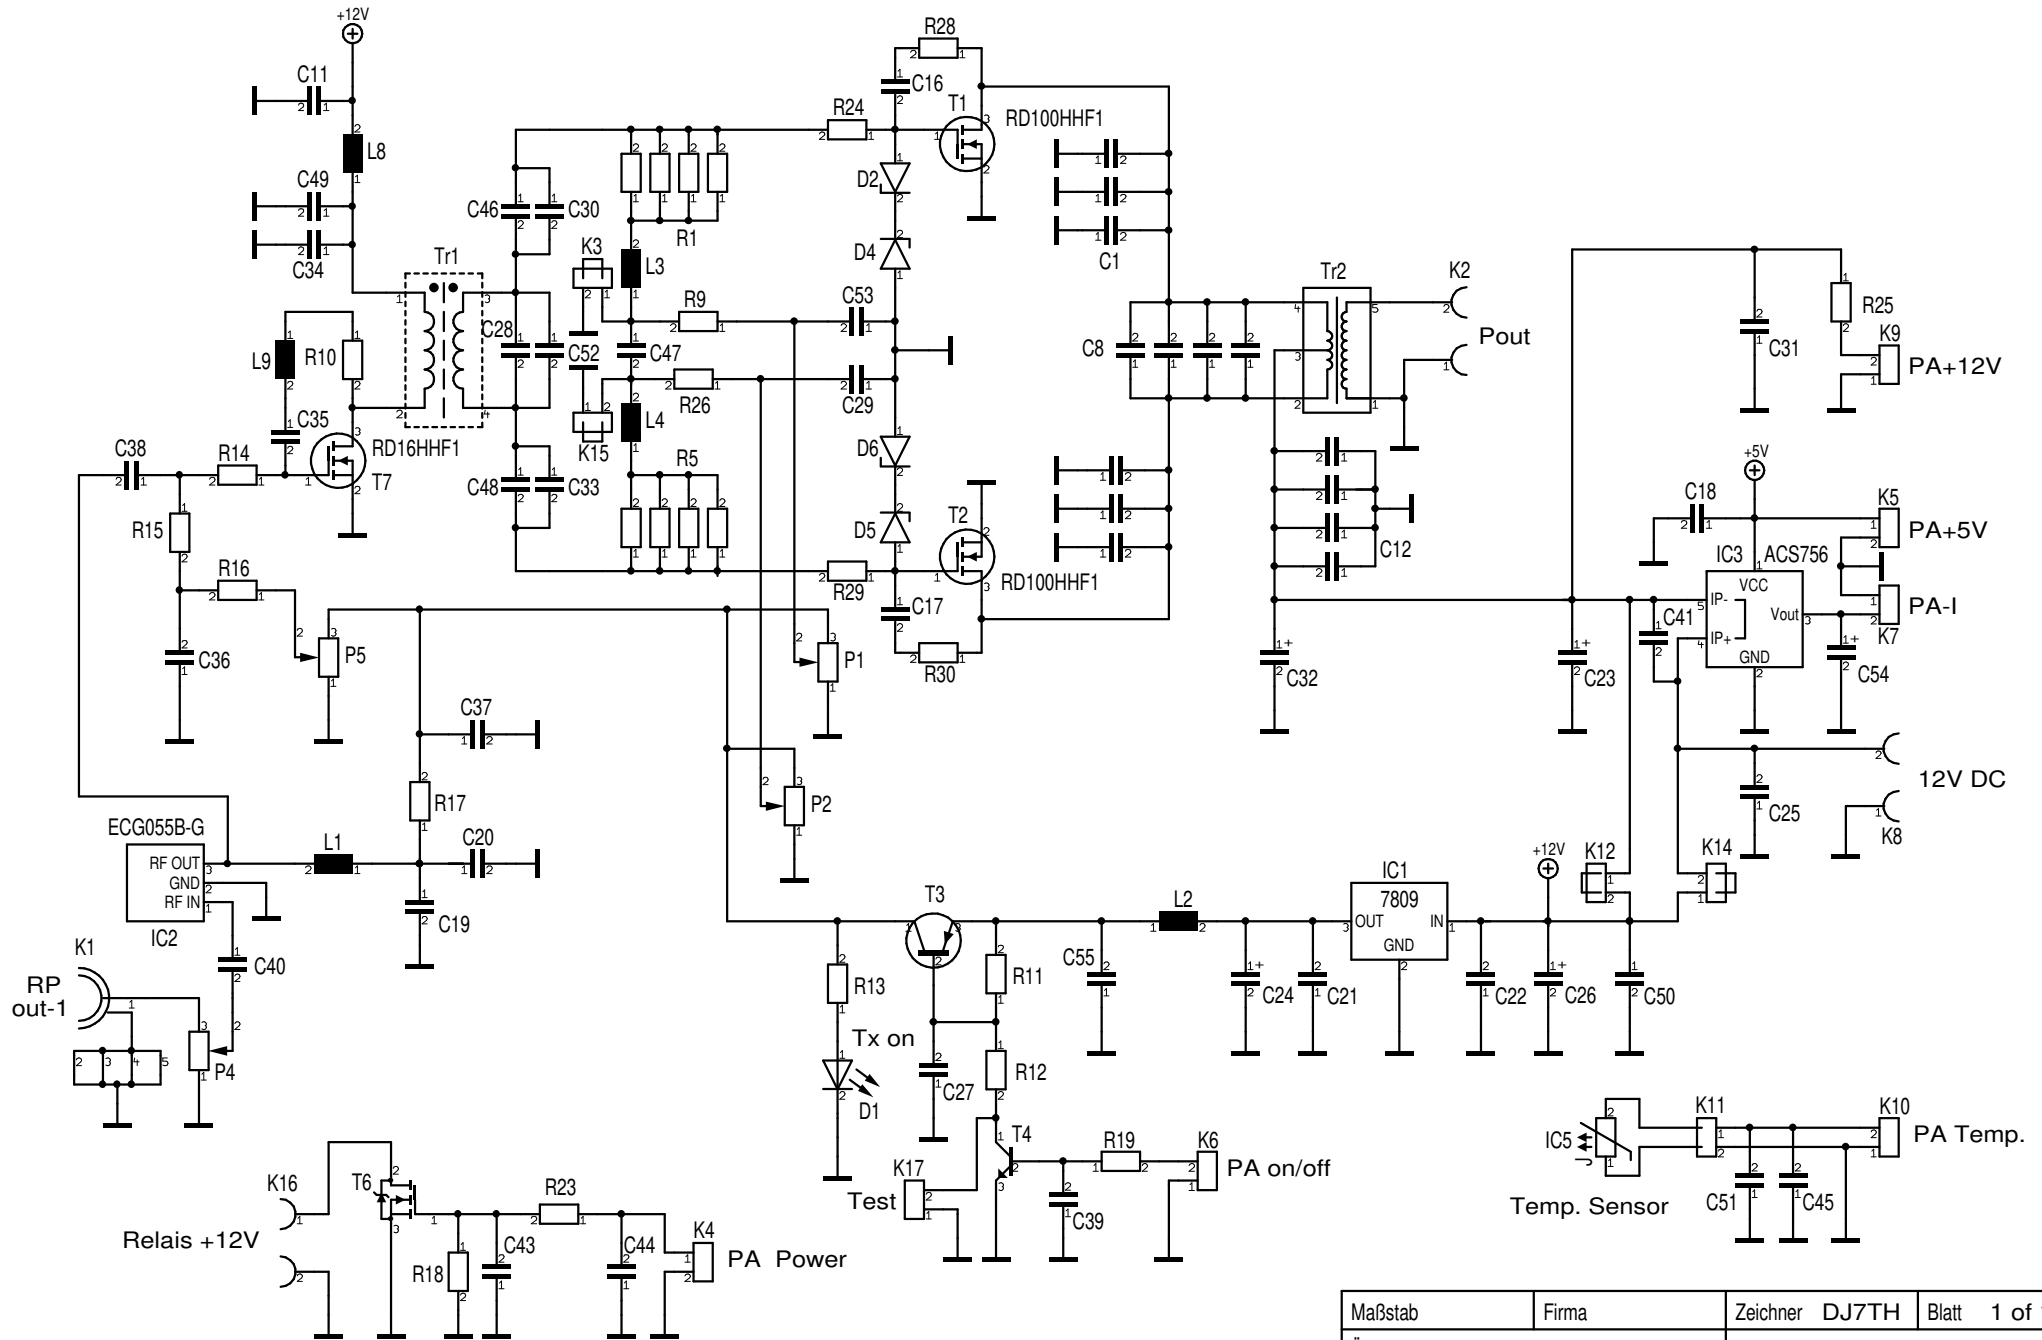 +12V
C11
L8
C49
C34
Tr1
L9
R10
C35
RD16HHF1
T7
C38
R14
R15
R16
C36
P5
C46
C30
C28
C52
C48
C33
K3
K15
R1
L3
R9
C47
R26
L4
R5
R24
R28
C16
T1
RD100HHF1
D2
D4
C53
C29
D6
D5
T2
RD100HHF1
R29
C17
R30
C1
C8
Tr2
K2
Pout
C12
C32
C23
C31
R25
K9
PA+12V
+5V
C18
IC3 ACS756
VCC
IP-
IP+
Vout
GND
K5
PA+5V
PA-I
K7
C41
C54
12V DC
C25
K8
K12
K14
P1
P2
C37
R17
C20
L1
C19
ECG055B-G
RF OUT
GND
RF IN
IC2
C40
K1
RP
out-1
P4
T3
R13
Tx on
D1
R11
R12
C27
T4
K17
Test
R19
K6
PA on/off
C39
C55
L2
C24
C21
IC1
7809
OUT
IN
GND
+12V
C22
C26
C50
K16
T6
Relais +12V
R23
R18
C43
C44
K4
PA Power
IC5
K11
K10
PA Temp.
Temp. Sensor
C51
C45
Maßstab
Firma
Zeichner DJ7TH
Blatt 1 of